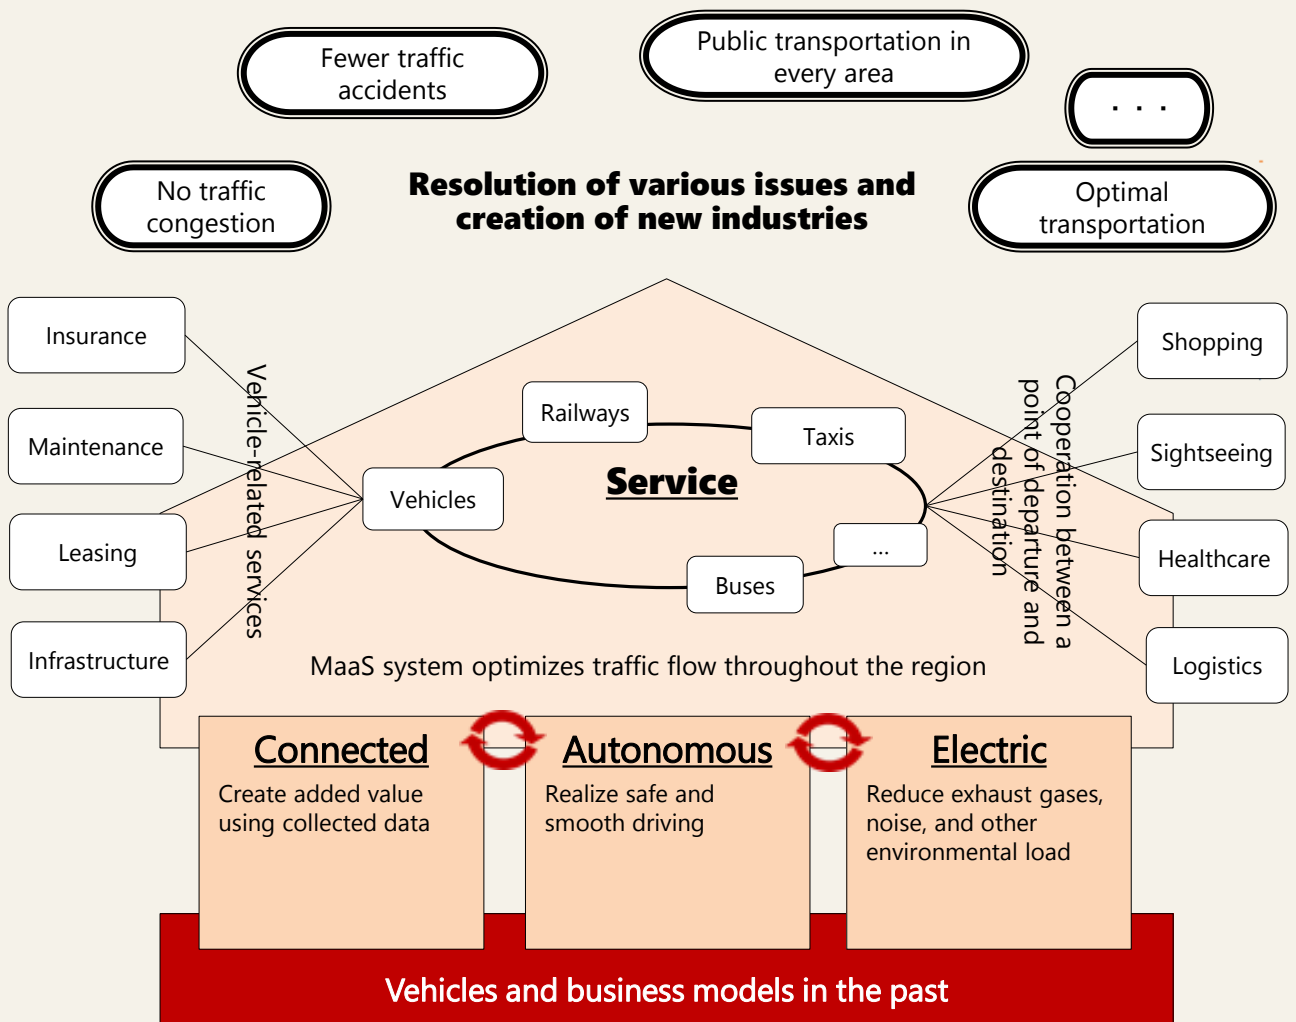 Fewer traffic
accidents
Public transportation in
every area
· · ·
No traffic
congestion
Resolution of various issues and
creation of new industries
Optimal
transportation
Insurance
Maintenance
Leasing
Infrastructure
Vehicle-related services
Railways
Taxis
Vehicles
Service
...
Buses
Cooperation between a
point of departure and
destination
Shopping
Sightseeing
Healthcare
Logistics
MaaS system optimizes traffic flow throughout the region
Connected
Create added value
using collected data
Autonomous
Realize safe and
smooth driving
Electric
Reduce exhaust gases,
noise, and other
environmental load
Vehicles and business models in the past